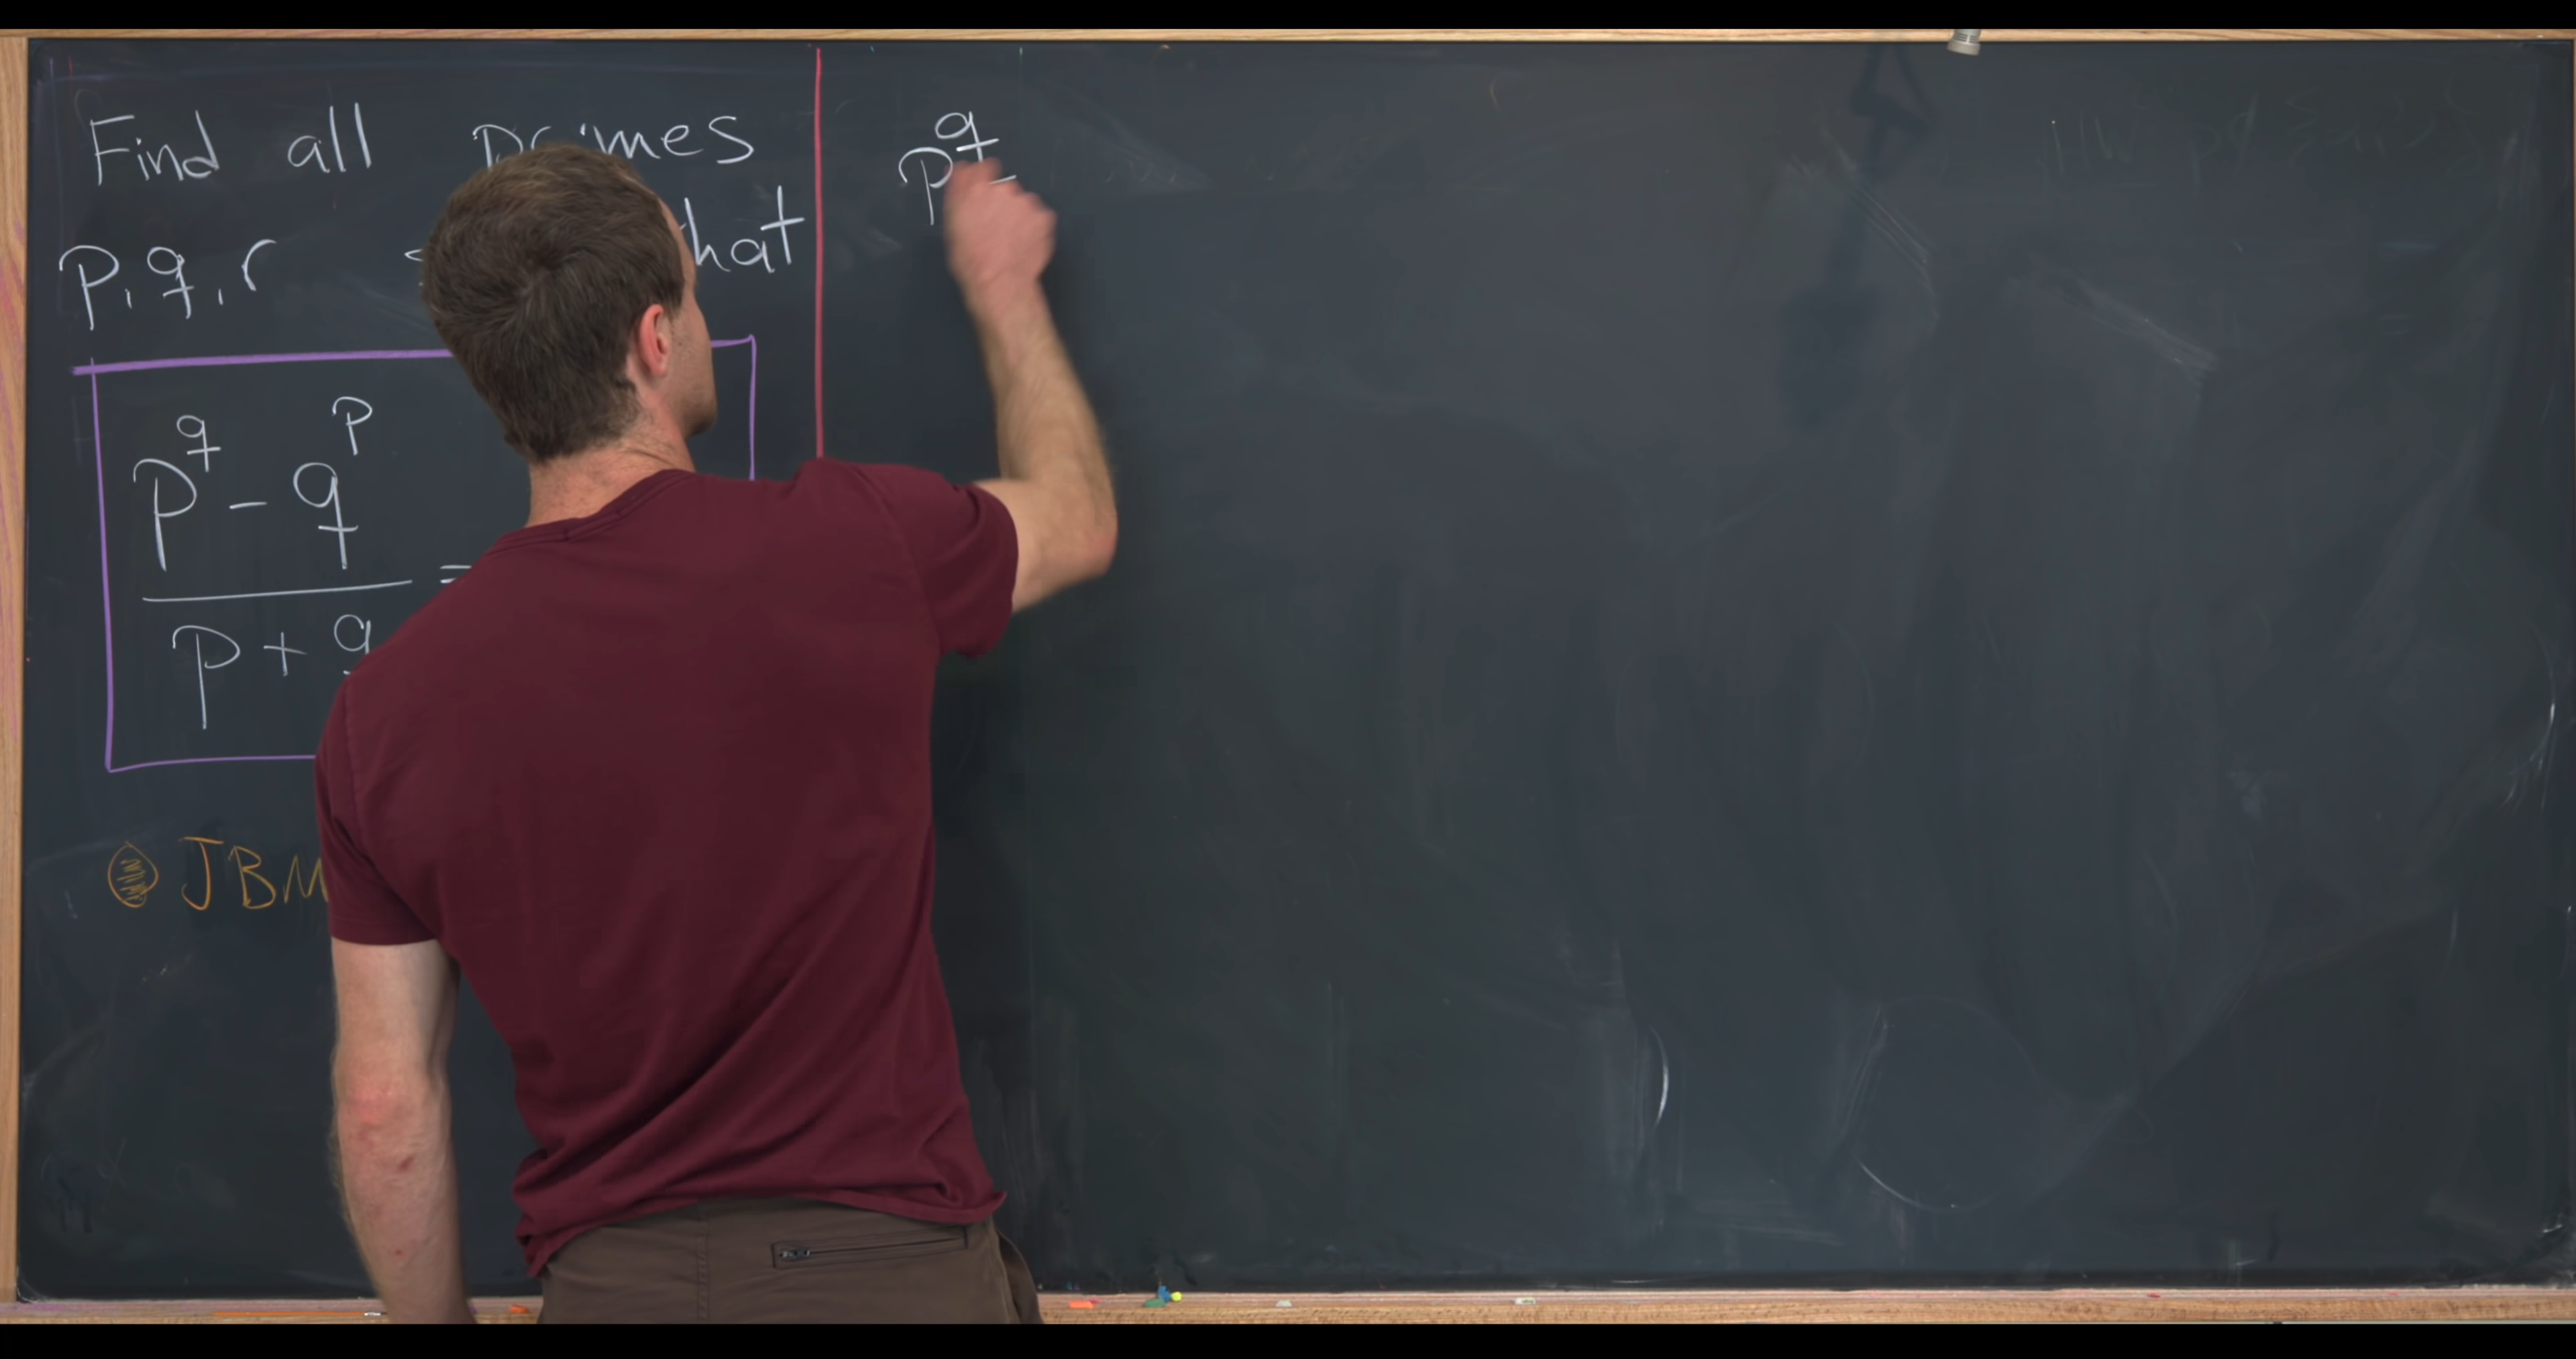 Find all primes
p, q, r that
p^q - q^p
p + q =
JBM
p^q -